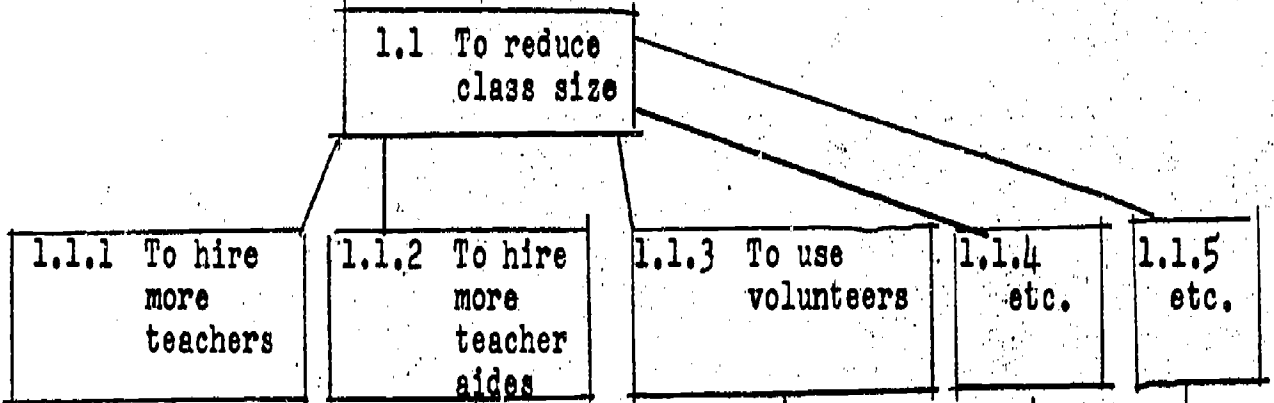 1.1 To reduce
class size
1.1.1 To hire
more
teachers
1.1.2 To hire
more
teacher
aides
1.1.3 To use
volunteers
1.1.4
etc.
1.1.5
etc.